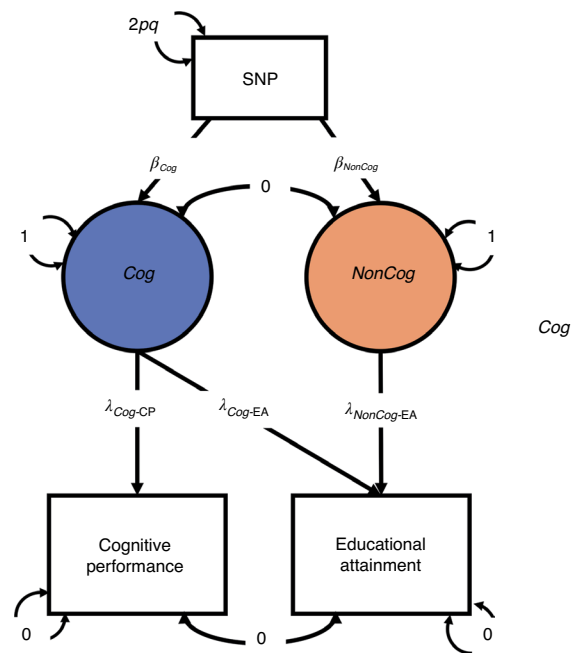 2pq
SNP
βCog
βNonCog
0
1
1
Cog
NonCog
Cog
λCog-CP
λCog-EA
λNonCog-EA
Cognitive
performance
Educational
attainment
0
0
0